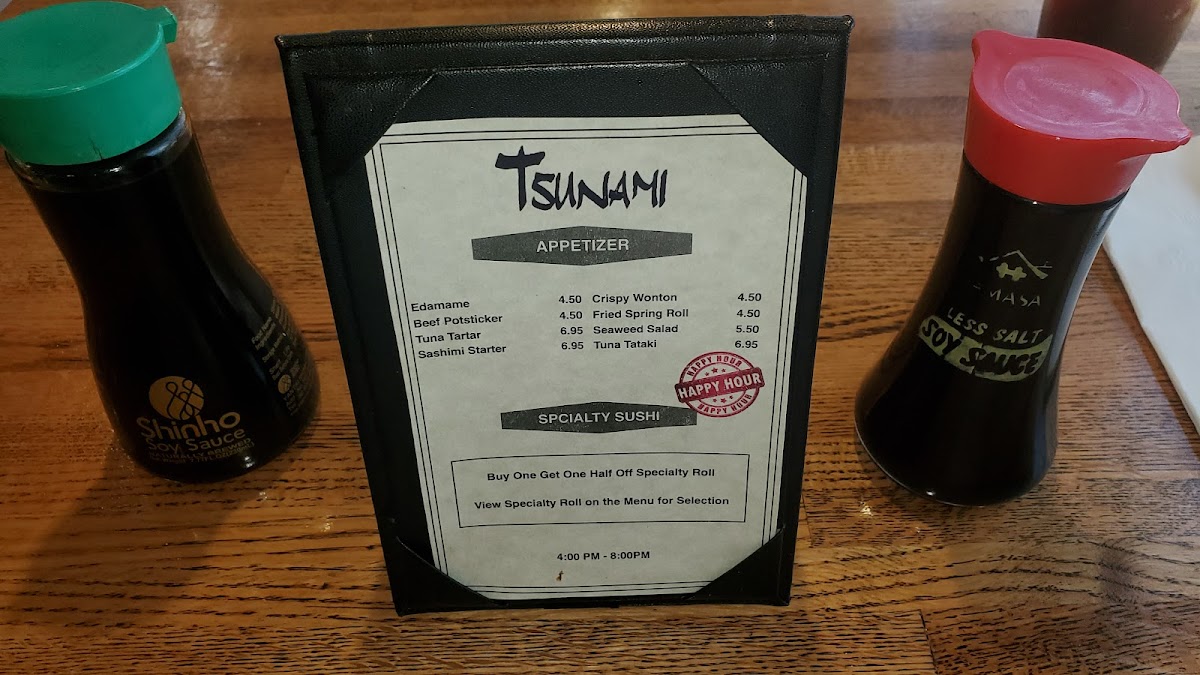 TSUNAMI
APPETIZER
Edamame 4.50 Crispy Wonton 4.50
Beef Potsticker 4.50 Fried Spring Roll 4.50
Tuna Tartar 6.95 Seaweed Salad 5.50
Sashimi Starter 6.95 Tuna Tataki 6.95
HAPPY HOUR
HAPPY HOUR
HAPPY HOUR
SPCIALTY SUSHI
Buy One Get One Half Off Specialty Roll
View Specialty Roll on the Menu for Selection
4:00 PM - 8:00PM
Shinho
Soy Sauce
NATURALLY BREWED
MASA
LESS SALT
SOY SAUCE